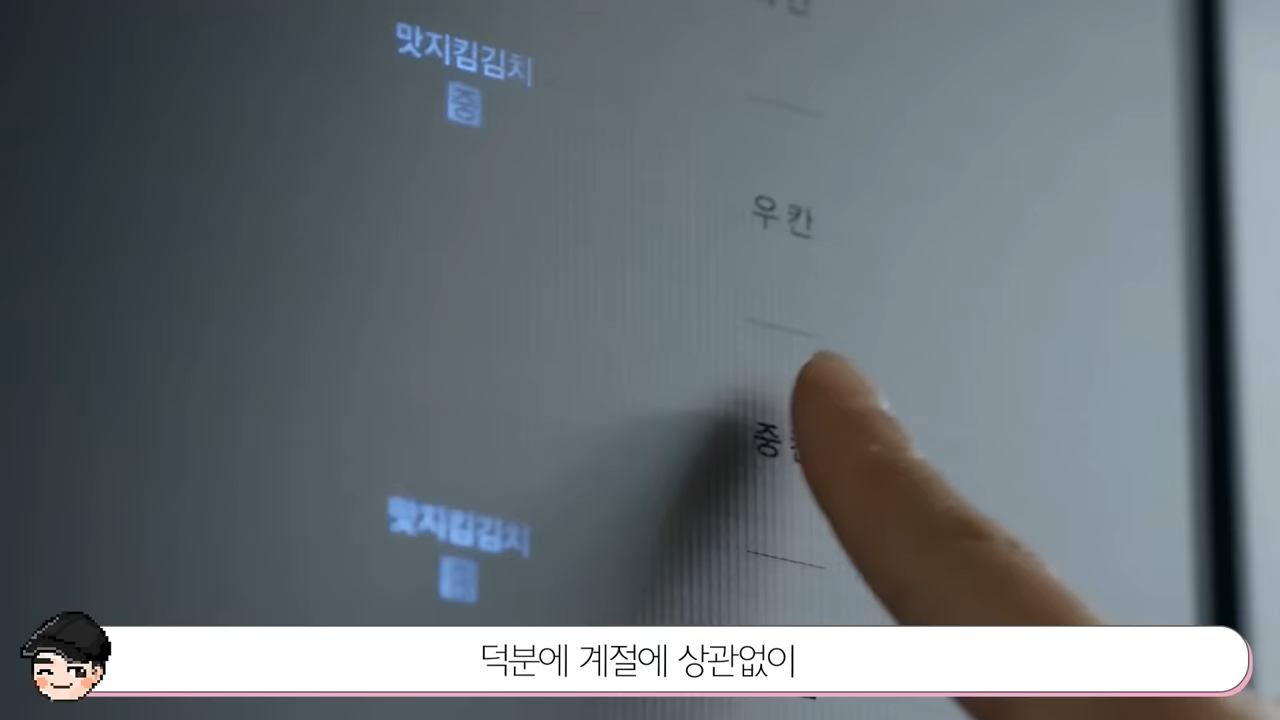 맛지킴김치
중
우칸
중
맛지킴김치
덕분에 계절에 상관없이